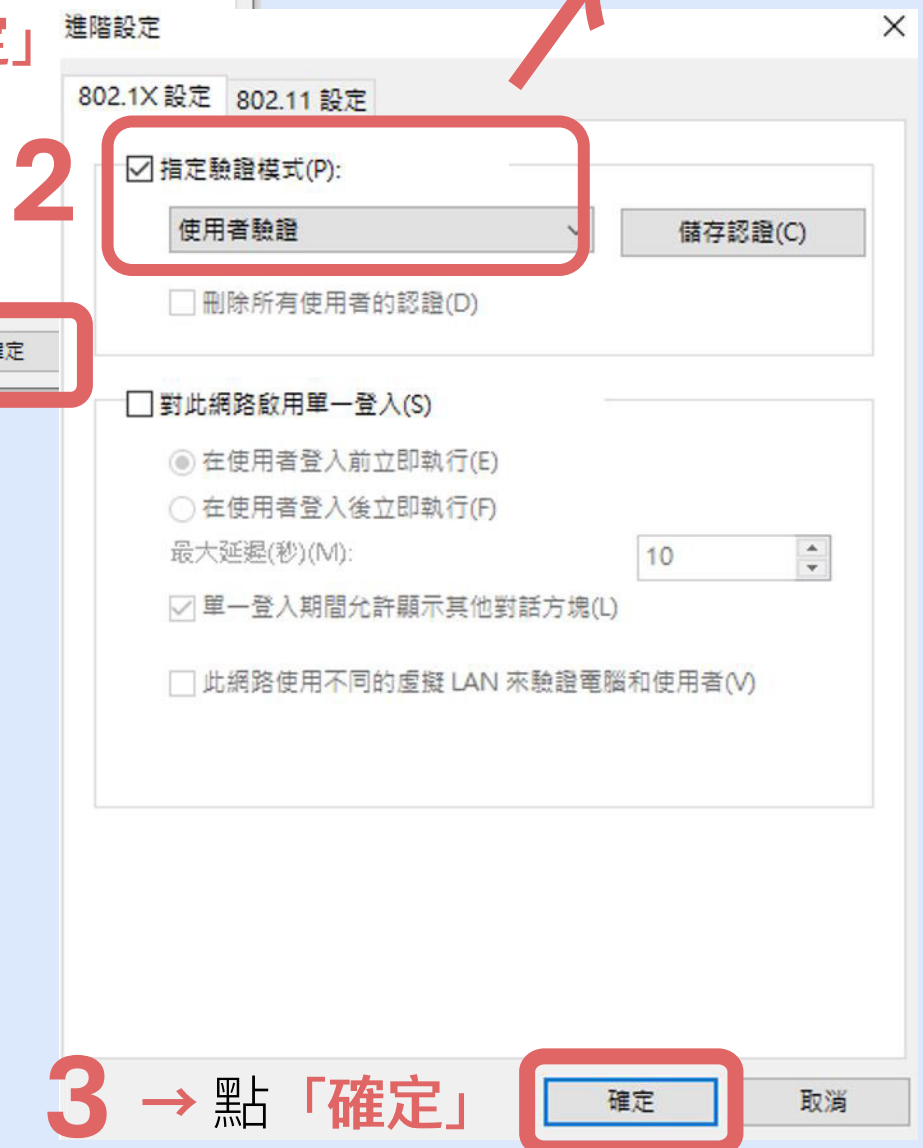 定」
進階設定
802.1X 設定
802.11 設定
2
指定驗證模式(P):
使用者驗證
儲存認證(C)
刪除所有使用者的認證(D)
確定
對此網路啟用單一登入(S)
在使用者登入前立即執行(E)
在使用者登入後立即執行(F)
最大延遲(秒)(M):
10
單一登入期間允許顯示其他對話方塊(L)
此網路使用不同的虛擬 LAN 來驗證電腦和使用者(V)
3 → 點「確定」
確定
取消